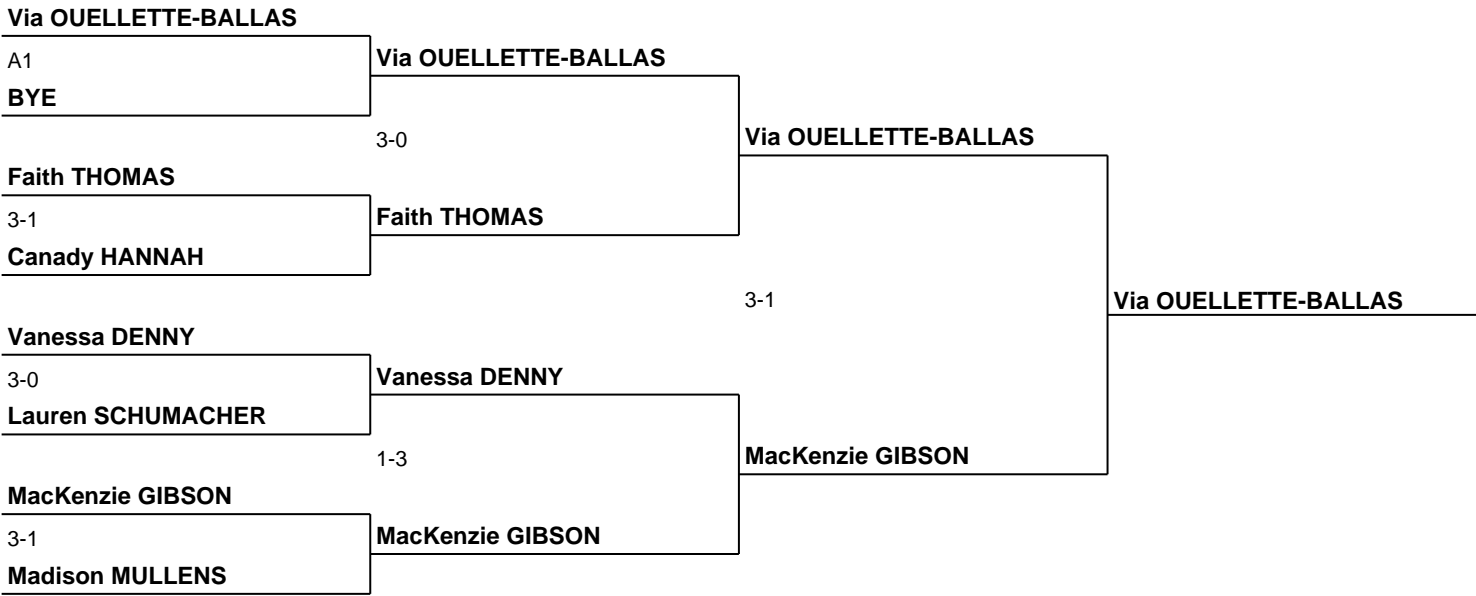 Via OUELLETTE-BALLAS
A1
BYE
Faith THOMAS
3-1
Canady HANNAH
Vanessa DENNY
3-0
Lauren SCHUMACHER
MacKenzie GIBSON
3-1
Madison MULLENS
Via OUELLETTE-BALLAS
3-0
Faith THOMAS
Vanessa DENNY
1-3
MacKenzie GIBSON
Via OUELLETTE-BALLAS
3-1
MacKenzie GIBSON
Via OUELLETTE-BALLAS